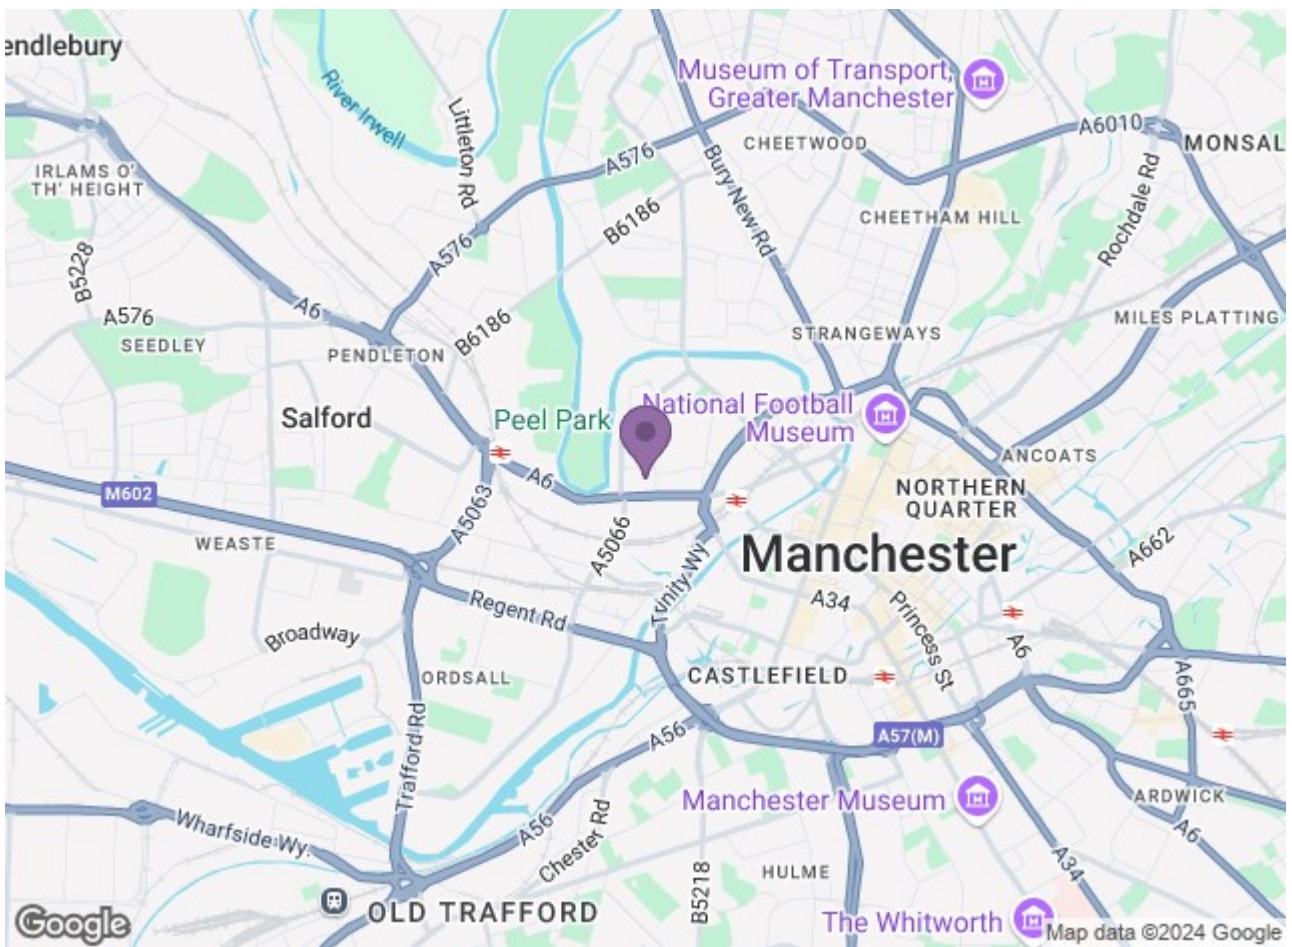 endlebury
River Irwell
Littleton Rd
Museum of Transport,
Greater Manchester
CHEETWOOD
A6010
MONSAL
IRLAMS O'
TH' HEIGHT
A576
Bury New Rd
B6186
CHEETHAM HILL
Rochdale Rd
A576
B5228
A6
A576
SEEDLEY
B6186
PENDLETON
STRANGEWAYS
MILES PLATTING
Salford
Peel Park
National Football
Museum
ANCOATS
A6
M602
A5063
NORTHERN
QUARTER
WEASTE
A5066
Manchester
A662
Trinity Wy
Regent Rd
A34
Princess St
A6
Broadway
ORDSALL
CASTLEFIELD
A665
Trafford Rd
A56
A57(M)
Wharfside Wy.
A56
Chester Rd
Manchester Museum
ARDWICK
A6
HULME
B5218
A34
OLD TRAFFORD
The Whitworth
Google
Map data ©2024 Google